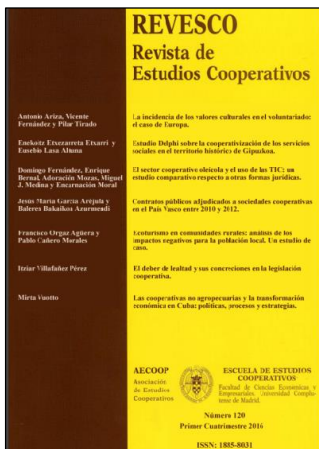 REVESCO
Revista de
Estudios Cooperativos
Antonio Ariza, Vicente
Fernández y Pilar Tirado
La incidencia de los valores culturales en el voluntariado:
el caso de Europa.
Enekoitz Etxezarreta Etxarri y
Eusebio Lasa Altuna
Estudio Delphi sobre la cooperativización de los servicios
sociales en el territorio histórico de Gipuzkoa.
Domingo Fernández, Enrique
Bernal, Adoración Mozas, Miguel
J. Medina y Encarnación Moral
El sector cooperativo oleícola y el uso de las TIC: un
estudio comparativo respecto a otras formas jurídicas.
Jesús María García Arejula y
Baleren Bakaikoa Azurmendi
Contratos públicos adjudicados a sociedades cooperativas
en el País Vasco entre 2010 y 2012.
Francisco Orgaz Agüera y
Pablo Cañero Morales
Ecoturismo en comunidades rurales: análisis de los
impactos negativos para la población local. Un estudio de
caso.
Itziar Villafañez Pérez
El deber de lealtad y sus concreciones en la legislación
cooperativa.
Mirta Vuotto
Las cooperativas no agropecuarias y la transformación
económica en Cuba: políticas, procesos y estrategias.
AECOOP
Asociación
de Estudios
Cooperativos
ESCUELA DE ESTUDIOS
COOPERATIVOS
Facultad de Ciencias Económicas y
Empresariales. Universidad Complu-
tense de Madrid.
Número 120
Primer Cuatrimestre 2016
ISSN: 1885-8031